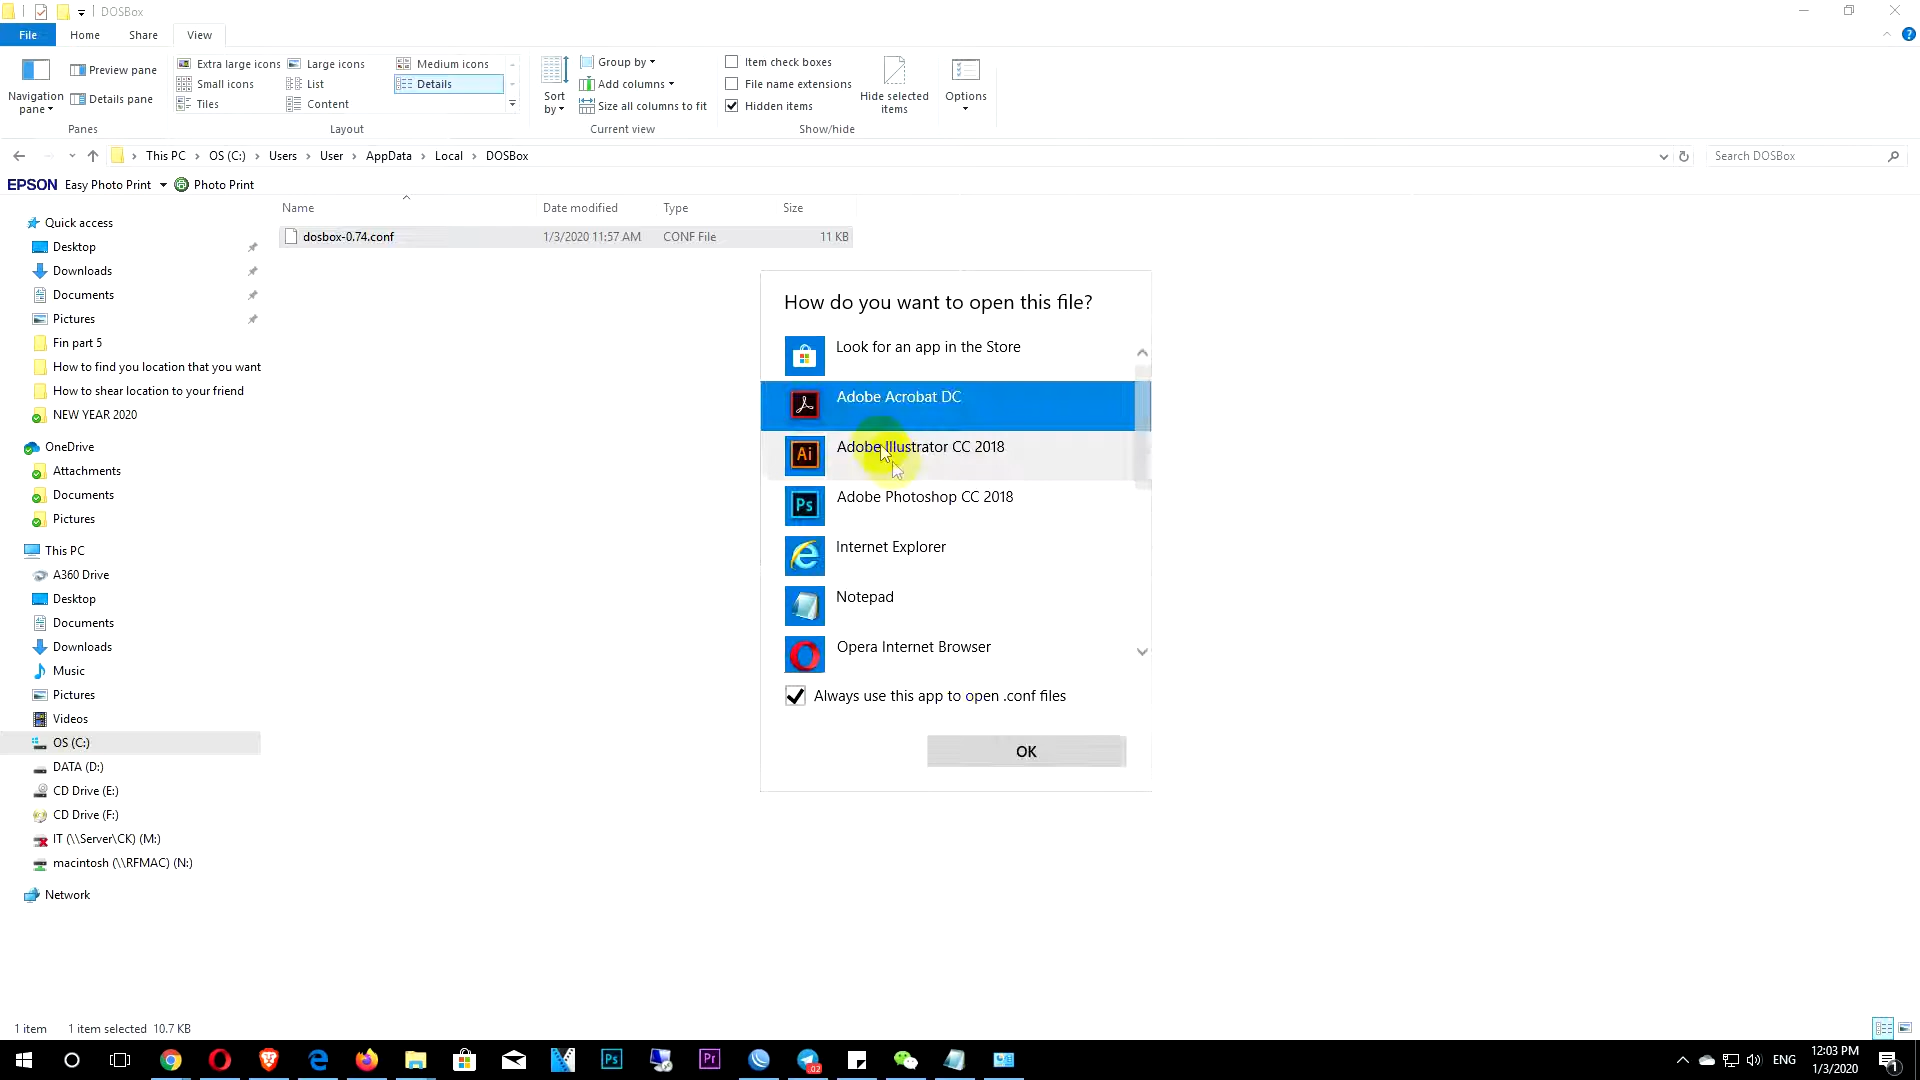 DOSBox
File Home Share View
Navigation pane
Preview pane
Details pane
Panes
Extra large icons Large icons Medium icons
Small icons List Details
Tiles Content
Layout
Sort by
Group by
Add columns
Size all columns to fit
Current view
Item check boxes
File name extensions
Hidden items
Hide selected items
Show/hide
Options
This PC OS (C:) Users User AppData Local DOSBox
Search DOSBox
EPSON Easy Photo Print Photo Print
Name Date modified Type Size
dosbox-0.74.conf 1/3/2020 11:57 AM CONF File 11 KB
Quick access
Desktop
Downloads
Documents
Pictures
Fin part 5
How to find you location that you want
How to shear location to your friend
NEW YEAR 2020
OneDrive
Attachments
Documents
Pictures
This PC
A360 Drive
Desktop
Documents
Downloads
Music
Pictures
Videos
OS (C:)
DATA (D:)
CD Drive (E:)
CD Drive (F:)
IT (\\Server\CK) (M:)
macintosh (\\RFMAC) (N:)
Network
How do you want to open this file?
Look for an app in the Store
Adobe Acrobat DC
Ai Adobe Illustrator CC 2018
Ps Adobe Photoshop CC 2018
Internet Explorer
Notepad
Opera Internet Browser
Always use this app to open .conf files
OK
1 item 1 item selected 10.7 KB
Ps Pr .02 ENG 12:03 PM 1
1/3/2020